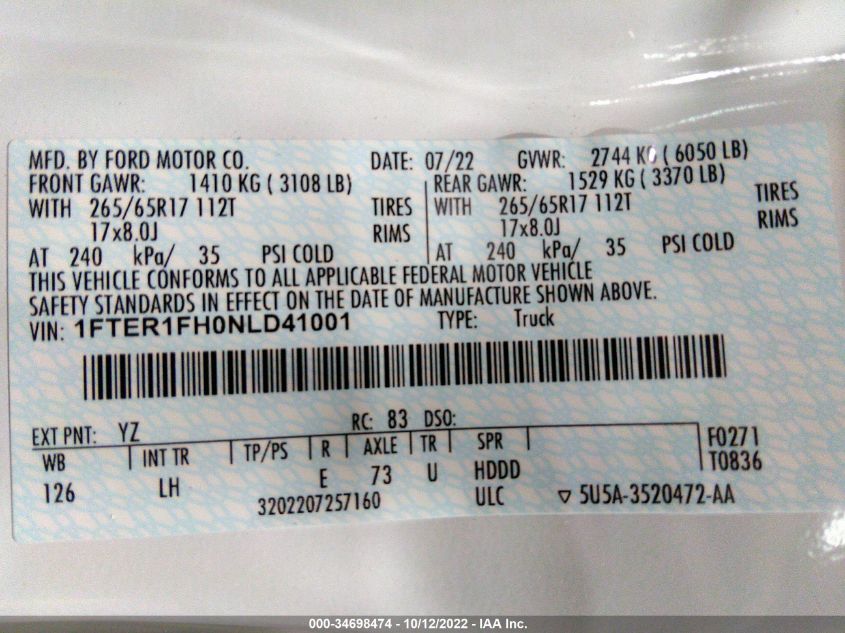 MFD. BY FORD MOTOR CO. DATE: 07/22 GVWR: 2744 KG ( 6050 LB)
FRONT GAWR: 1410 KG ( 3108 LB) REAR GAWR: 1529 KG ( 3370 LB)
WITH 265/65R17 112T TIRES WITH 265/65R17 112T TIRES
17x8.0J RIMS 17x8.0J RIMS
AT 240 kPa/ 35 PSI COLD AT 240 kPa/ 35 PSI COLD
THIS VEHICLE CONFORMS TO ALL APPLICABLE FEDERAL MOTOR VEHICLE
SAFETY STANDARDS IN EFFECT ON THE DATE OF MANUFACTURE SHOWN ABOVE.
VIN: 1FTER1FH0NLD41001 TYPE: Truck
EXT PNT: YZ RC: 83 DSO:
WB INT TR TP/PS R AXLE TR SPR F0271
126 LH E 73 U HDDD T0836
3202207257160 ULC ▽ 5U5A-3520472-AA
000-34698474 - 10/12/2022 - IAA Inc.